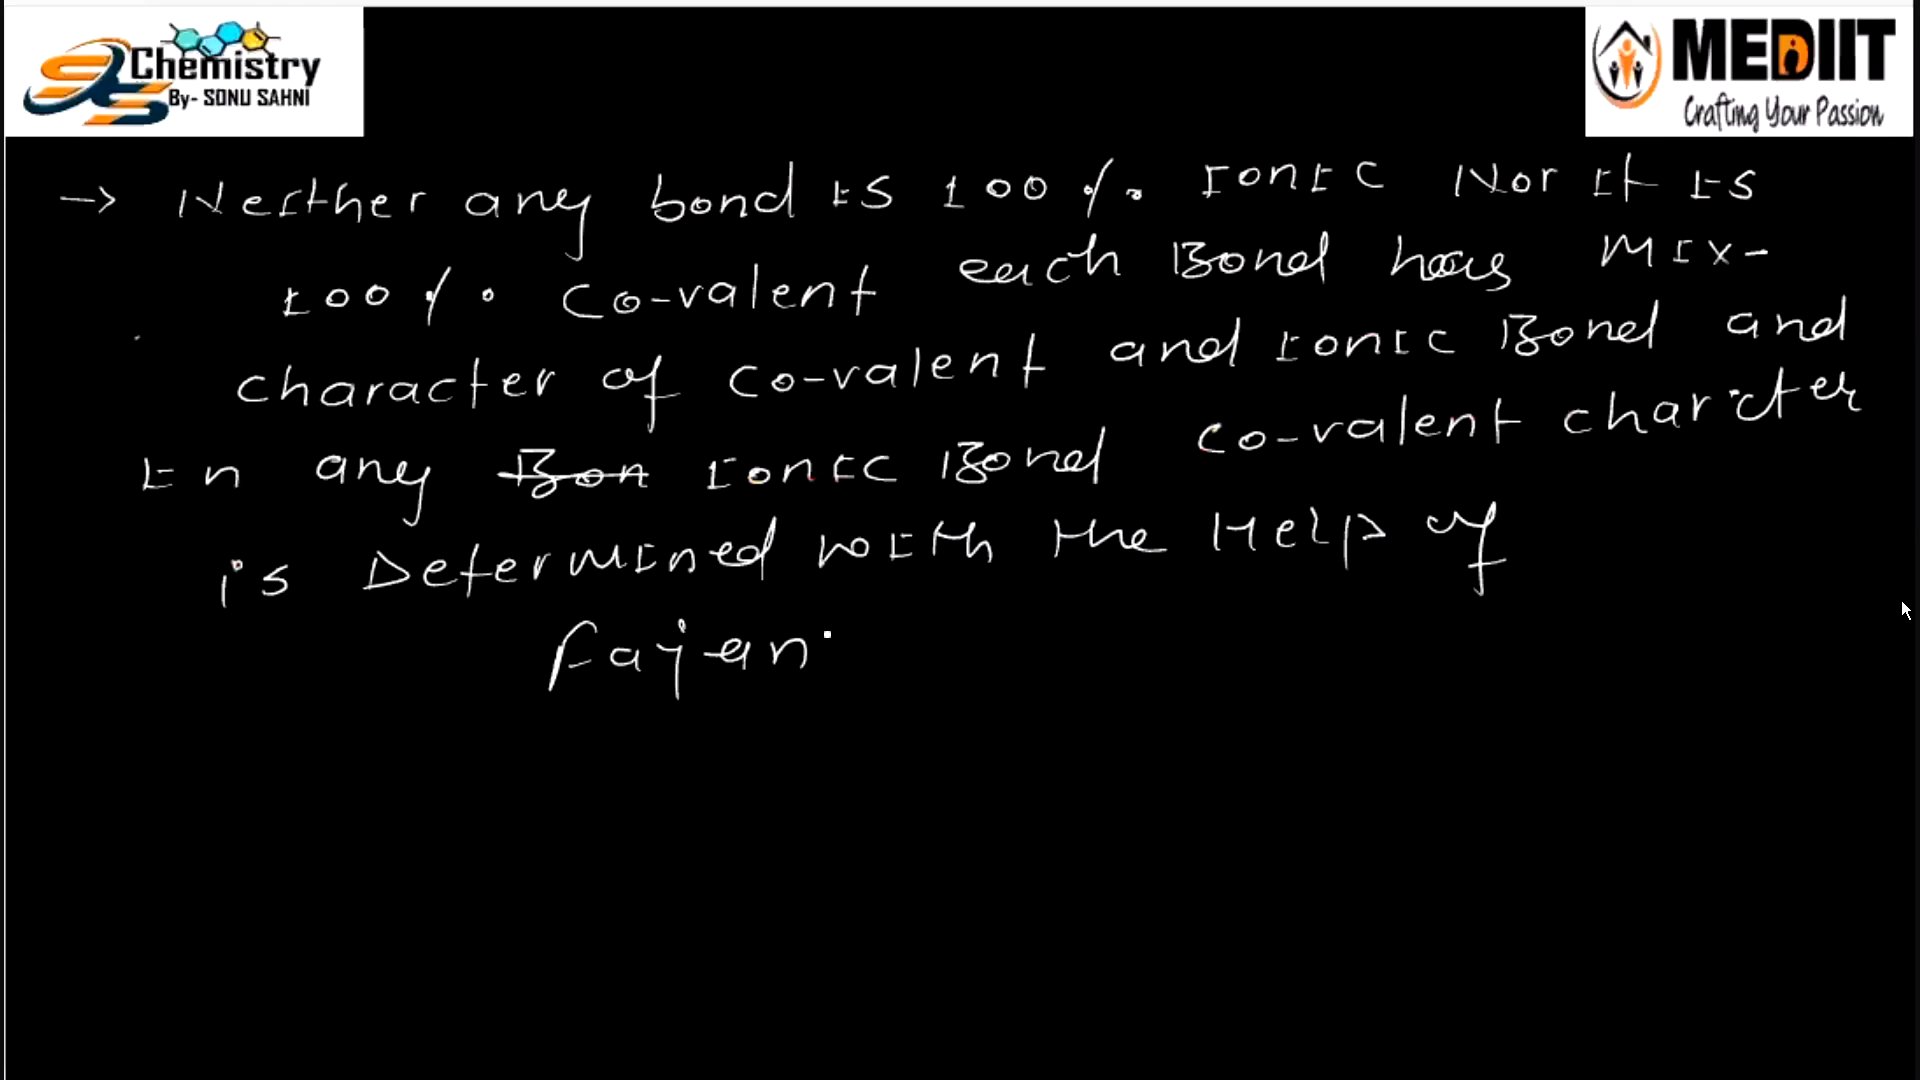 Chemistry
By- SONU SAHNI
MEDIIT
Crafting Your Passion
→ Neither any bond is 100 %. Ionic Nor it is
100 %. Co-valent each Bond has Mix-
character of co-valent and ionic Bond and
In any Bon Ionic Bond co-valent character
is Determined with the Help of
Fajan'